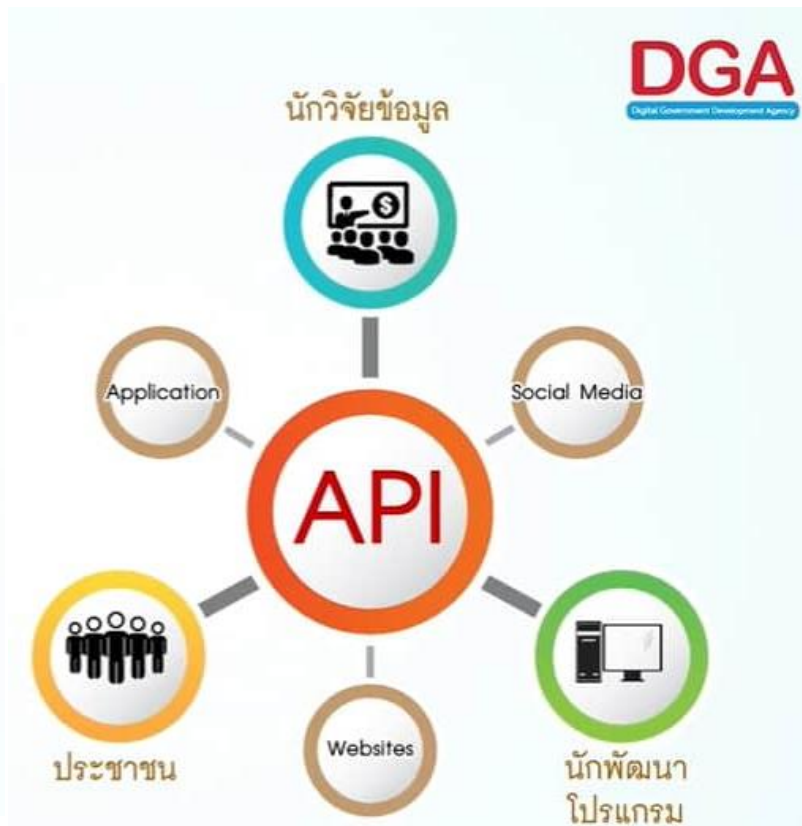 DGA
Digital Government Development Agency
นักวิจัยข้อมูล
Application
Social Media
API
ประชาชน
Websites
นักพัฒนา
โปรแกรม